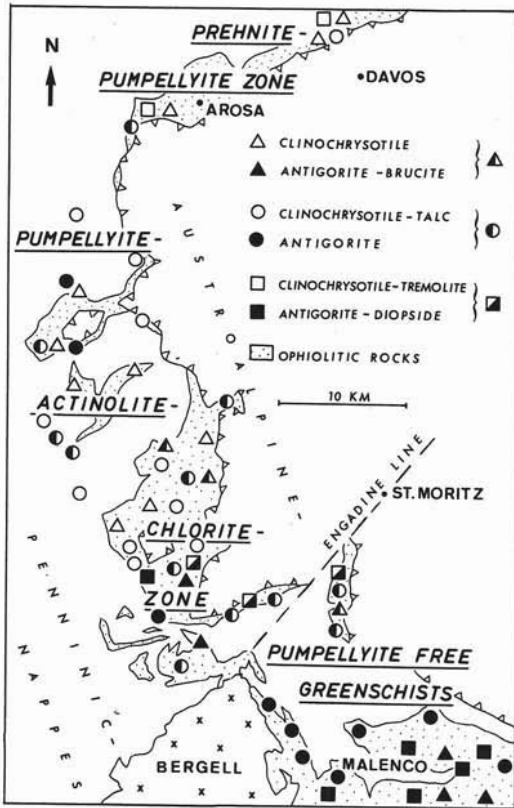 PREHNITE-
PUMPELLYITE ZONE
N
DAVOS
AROSA
CLINOCHRYSOTILE
ANTIGORITE-BRUCITE
CLINOCHRYSOTILE-TALC
ANTIGORITE
CLINOCHRYSOTILE-TREMOLITE
ANTIGORITE-DIOPSIDE
OPHIOLITIC ROCKS
10 KM
PUMPELLYITE-
AUSTROALPINE-
ACTINOLITE-
ENGADINE LINE
ST. MORITZ
CHLORITE-
ZONE
PENNINIC-
NAPPES
PUMPELLYITE FREE
GREENSCHISTS
BERGELL
MALENCO